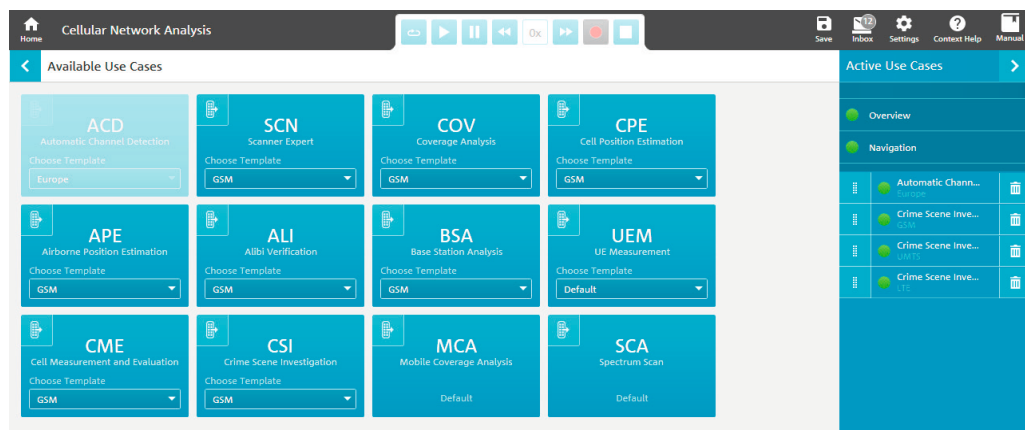 Home
Cellular Network Analysis
0x
Save
12
Inbox
Settings
?
Context Help
Manual
Available Use Cases
Active Use Cases
ACD
Automatic Channel Detection
Choose Template
Europe
SCN
Scanner Expert
Choose Template
GSM
COV
Coverage Analysis
Choose Template
GSM
CPE
Cell Position Estimation
Choose Template
GSM
APE
Airborne Position Estimation
Choose Template
GSM
ALI
Alibi Verification
Choose Template
GSM
BSA
Base Station Analysis
Choose Template
GSM
UEM
UE Measurement
Choose Template
Default
CME
Cell Measurement and Evaluation
Choose Template
GSM
CSI
Crime Scene Investigation
Choose Template
GSM
MCA
Mobile Coverage Analysis
Default
SCA
Spectrum Scan
Default
Overview
Navigation
Automatic Chann...
Europe
Crime Scene Inve...
GSM
Crime Scene Inve...
UMTS
Crime Scene Inve...
LTE